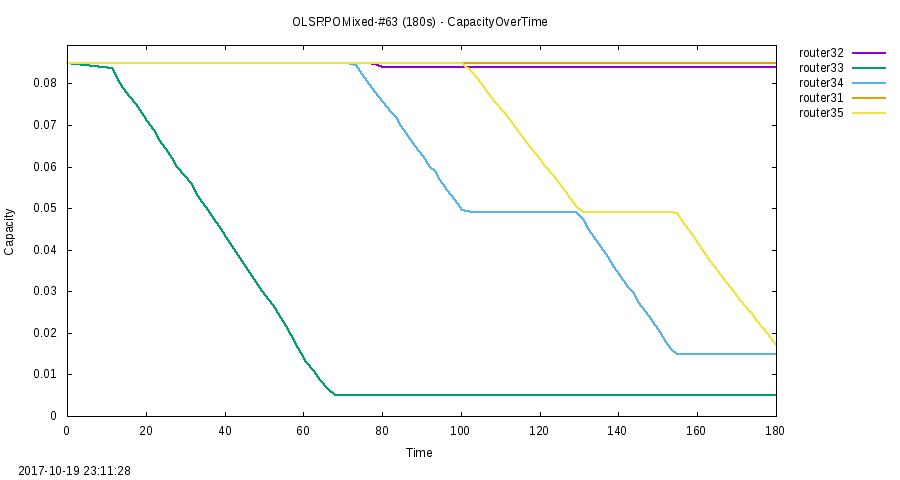 OLSRPOMixed-#63 (180s) - CapacityOverTime
router32
router33
router34
router31
router35
0.08
0.07
0.06
0.05
0.04
0.03
0.02
0.01
0
Capacity
0 20 40 60 80 100 120 140 160 180
Time
2017-10-19 23:11:28